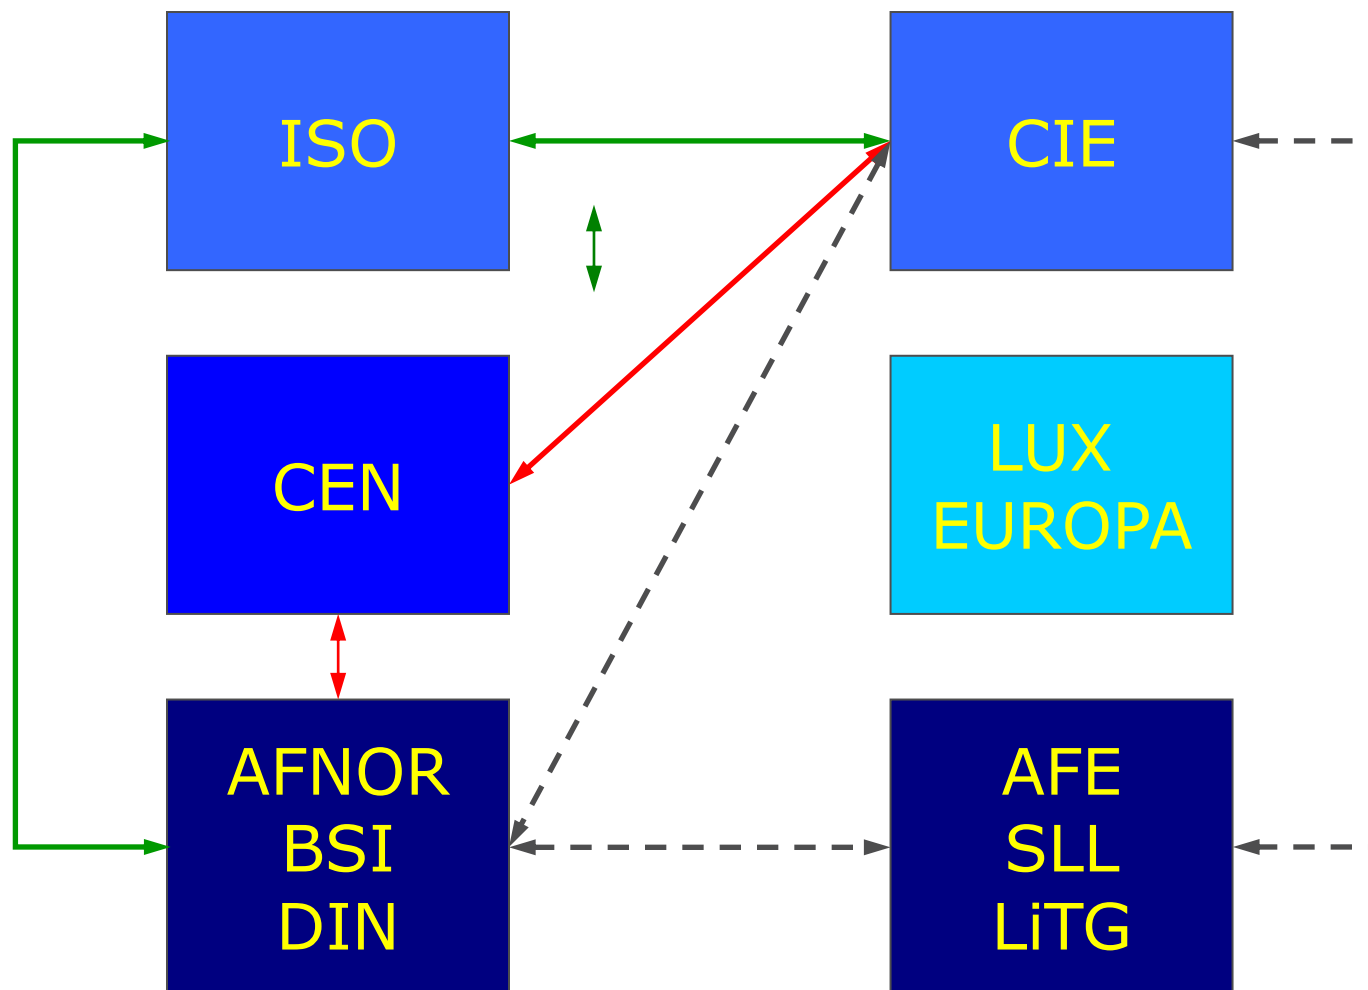 ISO
CIE
CEN
LUX
EUROPA
AFNOR
BSI
DIN
AFE
SLL
LiTG